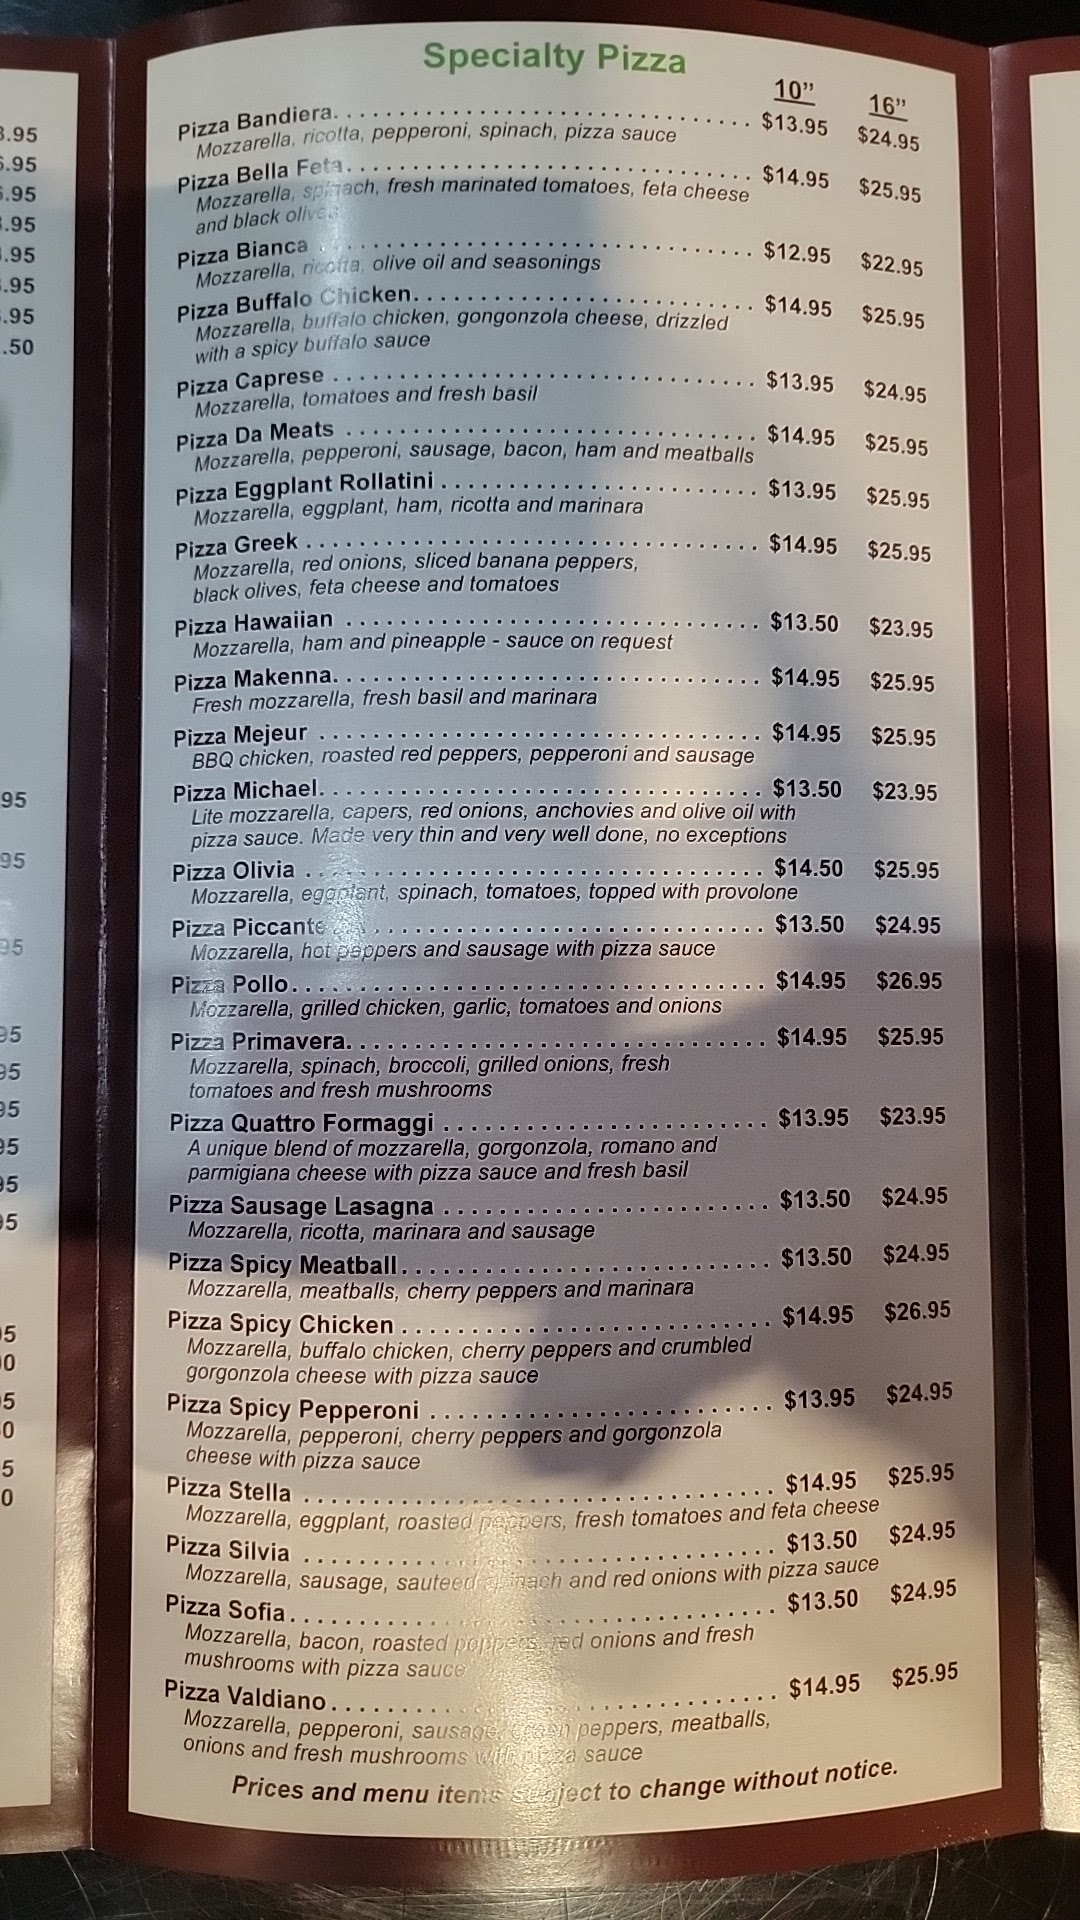 Specialty Pizza
10” 16”
Pizza Bandiera. $13.95 $24.95
Mozzarella, ricotta, pepperoni, spinach, pizza sauce
Pizza Bella Feta. $14.95 $25.95
Mozzarella, spinach, fresh marinated tomatoes, feta cheese
and black olives
Pizza Bianca $12.95 $22.95
Mozzarella, ricotta, olive oil and seasonings
Pizza Buffalo Chicken. $14.95 $25.95
Mozzarella, buffalo chicken, gongonzola cheese, drizzled
with a spicy buffalo sauce
Pizza Caprese $13.95 $24.95
Mozzarella, tomatoes and fresh basil
Pizza Da Meats $14.95 $25.95
Mozzarella, pepperoni, sausage, bacon, ham and meatballs
Pizza Eggplant Rollatini $13.95 $25.95
Mozzarella, eggplant, ham, ricotta and marinara
Pizza Greek $14.95 $25.95
Mozzarella, red onions, sliced banana peppers,
black olives, feta cheese and tomatoes
Pizza Hawaiian $13.50 $23.95
Mozzarella, ham and pineapple - sauce on request
Pizza Makenna. $14.95 $25.95
Fresh mozzarella, fresh basil and marinara
Pizza Mejeur $14.95 $25.95
BBQ chicken, roasted red peppers, pepperoni and sausage
Pizza Michael. $13.50 $23.95
Lite mozzarella, capers, red onions, anchovies and olive oil with
pizza sauce. Made very thin and very well done, no exceptions
Pizza Olivia $14.50 $25.95
Mozzarella, eggplant, spinach, tomatoes, topped with provolone
Pizza Piccante $13.50 $24.95
Mozzarella, hot peppers and sausage with pizza sauce
Pizza Pollo. $14.95 $26.95
Mozzarella, grilled chicken, garlic, tomatoes and onions
Pizza Primavera. $14.95 $25.95
Mozzarella, spinach, broccoli, grilled onions, fresh
tomatoes and fresh mushrooms
Pizza Quattro Formaggi $13.95 $23.95
A unique blend of mozzarella, gorgonzola, romano and
parmigiana cheese with pizza sauce and fresh basil
Pizza Sausage Lasagna $13.50 $24.95
Mozzarella, ricotta, marinara and sausage
Pizza Spicy Meatball. $13.50 $24.95
Mozzarella, meatballs, cherry peppers and marinara
Pizza Spicy Chicken $14.95 $26.95
Mozzarella, buffalo chicken, cherry peppers and crumbled
gorgonzola cheese with pizza sauce
Pizza Spicy Pepperoni $13.95 $24.95
Mozzarella, pepperoni, cherry peppers and gorgonzola
cheese with pizza sauce
Pizza Stella $14.95 $25.95
Mozzarella, eggplant, roasted peppers, fresh tomatoes and feta cheese
Pizza Silvia $13.50 $24.95
Mozzarella, sausage, sauteed spinach and red onions with pizza sauce
Pizza Sofia. $13.50 $24.95
Mozzarella, bacon, roasted peppers, red onions and fresh
mushrooms with pizza sauce
Pizza Valdiano. $14.95 $25.95
Mozzarella, pepperoni, sausage, green peppers, meatballs,
onions and fresh mushrooms with pizza sauce
Prices and menu items subject to change without notice.